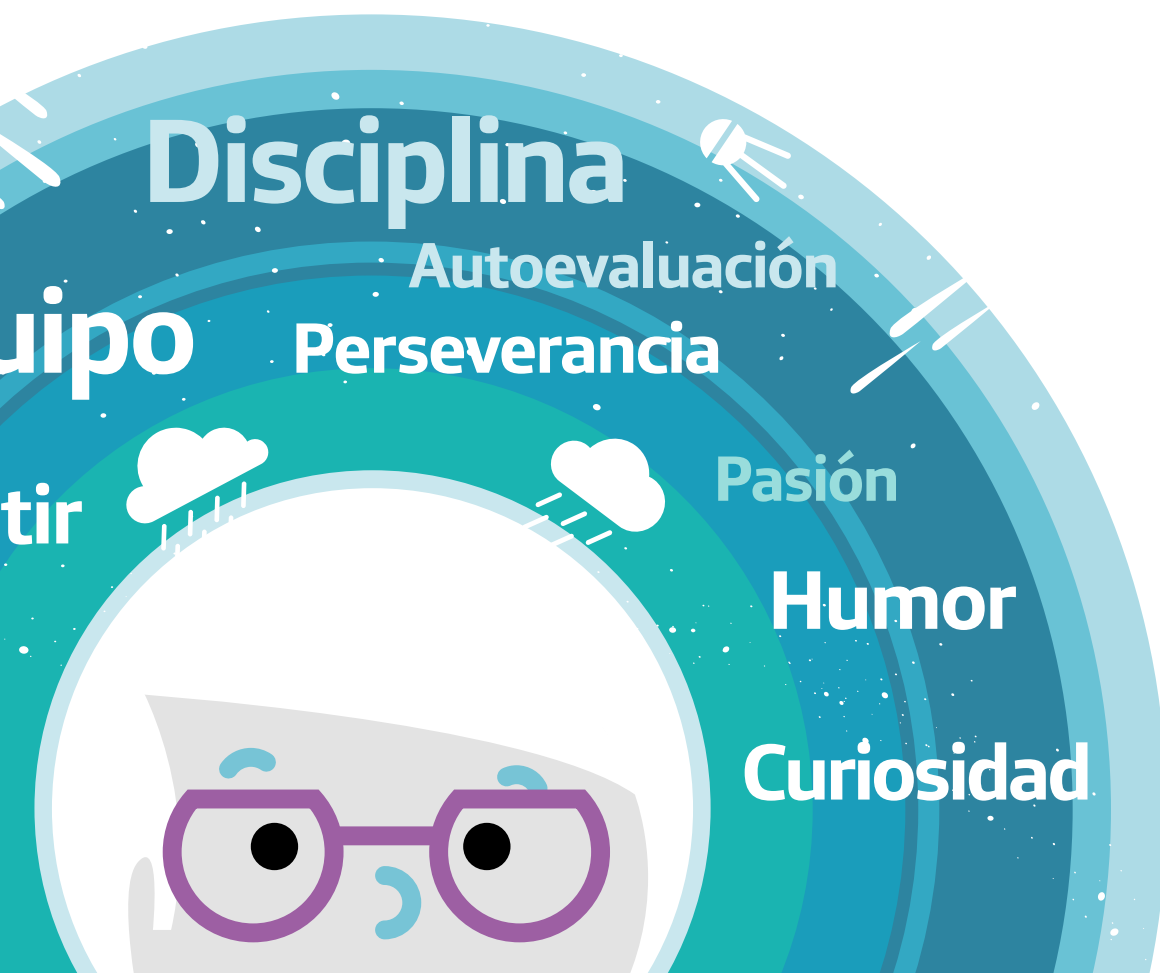 Disciplina
Autoevaluación
uipo
Perseverancia
Pasión
tir
Humor
Curiosidad